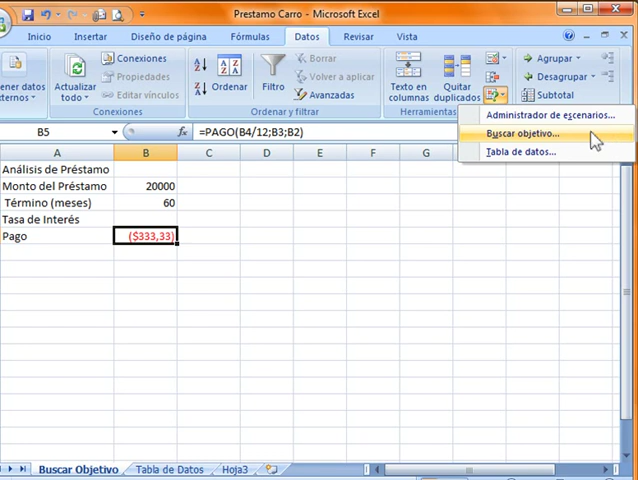 Prestamo Carro - Microsoft Excel
Inicio Insertar Diseño de página Fórmulas Datos Revisar Vista
ener datos
xternos
Actualizar
todo
Conexiones
Propiedades
Editar vínculos
Conexiones
Ordenar
Filtro
Borrar
Volver a aplicar
Avanzadas
Ordenar y filtrar
Texto en
columnas
Quitar
duplicados
Herramientas
Agrupar
Desagrupar
Subtotal
Administrador de escenarios...
Buscar objetivo...
Tabla de datos...
B5 fx =PAGO(B4/12;B3;B2)
A B C D E F G
Análisis de Préstamo
Monto del Préstamo 20000
Término (meses) 60
Tasa de Interés
Pago ($333,33)
Buscar Objetivo Tabla de Datos Hoja3